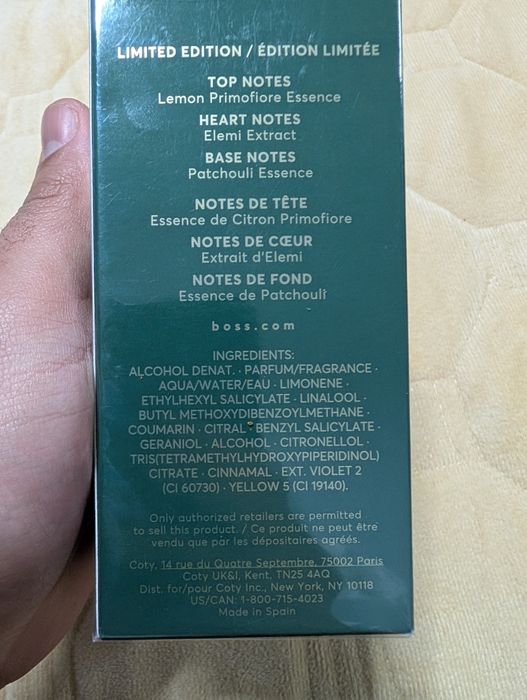 LIMITED EDITION / ÉDITION LIMITÉE
TOP NOTES
Lemon Primofiore Essence
HEART NOTES
Elemi Extract
BASE NOTES
Patchouli Essence
NOTES DE TÊTE
Essence de Citron Primofiore
NOTES DE CŒUR
Extrait d'Elemi
NOTES DE FOND
Essence de Patchouli
boss.com
INGREDIENTS:
ALCOHOL DENAT. · PARFUM/FRAGRANCE ·
AQUA/WATER/EAU · LIMONENE ·
ETHYLHEXYL SALICYLATE · LINALOOL ·
BUTYL METHOXYDIBENZOYLMETHANE ·
COUMARIN · CITRAL · BENZYL SALICYLATE ·
GERANIOL · ALCOHOL · CITRONELLOL ·
TRIS(TETRAMETHYLHYDROXYPIPERIDINOL)
CITRATE · CINNAMAL · EXT. VIOLET 2
(CI 60730) · YELLOW 5 (CI 19140).
Only authorized retailers are permitted
to sell this product. / Ce produit ne peut être
vendu que par les dépositaires agréés.
Coty, 14 rue du Quatre Septembre, 75002 Paris
Coty UK&I, Kent, TN25 4AQ
Dist. for/pour Coty Inc., New York, NY 10118
US/CAN: 1-800-715-4023
Made in Spain